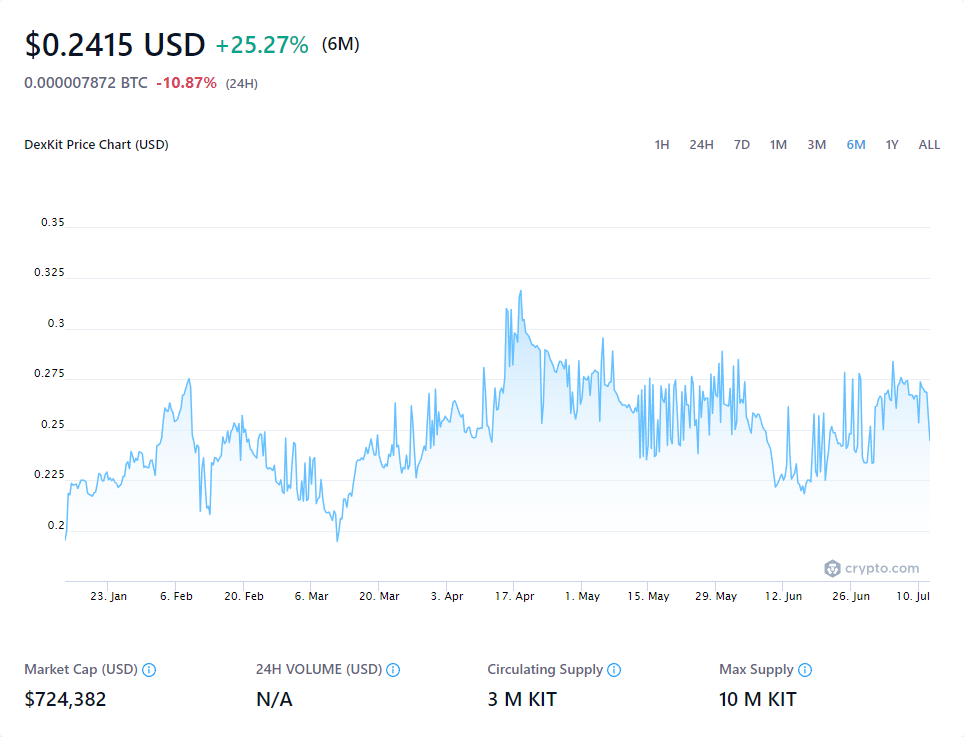 $0.2415 USD +25.27% (6M)
0.000007872 BTC -10.87% (24H)
DexKit Price Chart (USD) 1H 24H 7D 1M 3M 6M 1Y ALL
0.35
0.325
0.3
0.275
0.25
0.225
0.2
crypto.com
23. Jan 6. Feb 20. Feb 6. Mar 20. Mar 3. Apr 17. Apr 1. May 15. May 29. May 12. Jun 26. Jun 10. Jul
Market Cap (USD) 24H VOLUME (USD) Circulating Supply Max Supply
$724,382 N/A 3 M KIT 10 M KIT